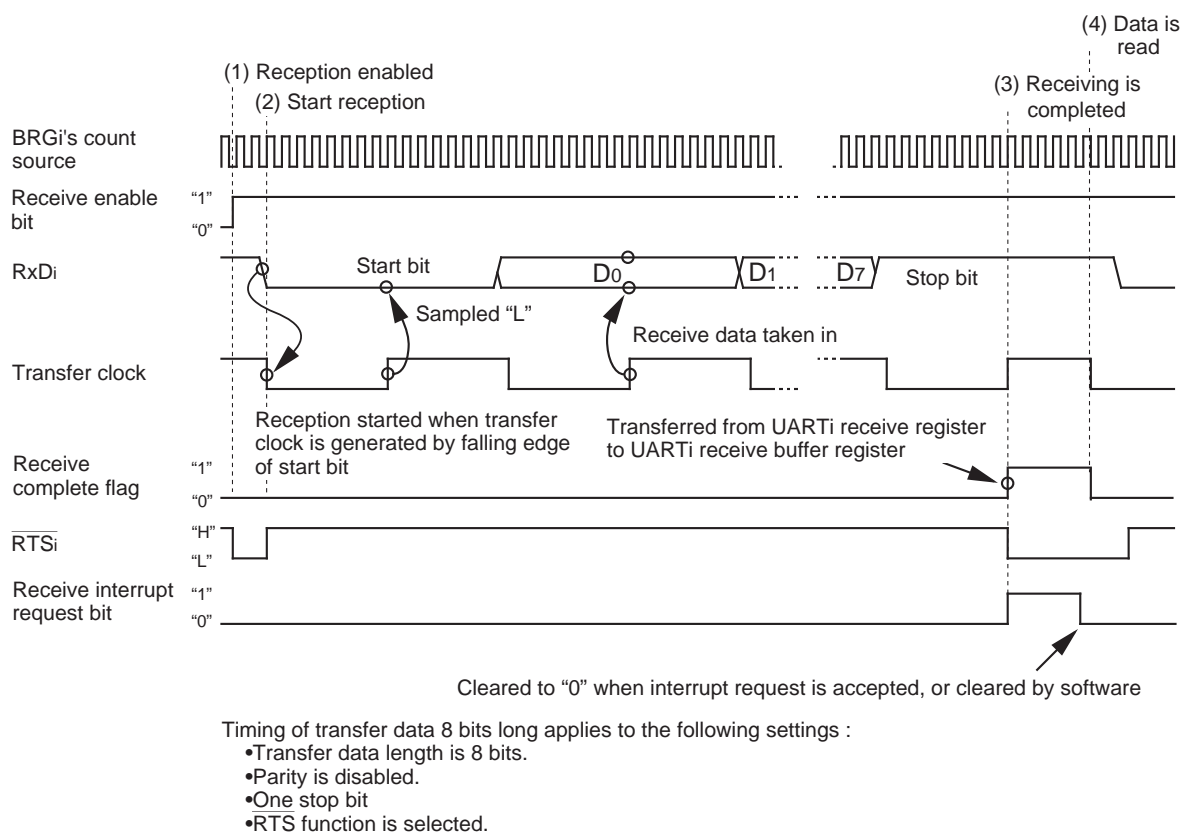 (4) Data is
read
(1) Reception enabled
(3) Receiving is
completed
(2) Start reception
BRGi's count
source
Receive enable
bit
“1”
“0”
RxDi
Start bit
D0
D1
D7
Stop bit
Sampled “L”
Receive data taken in
Transfer clock
Reception started when transfer
clock is generated by falling edge
of start bit
Transferred from UARTi receive register
to UARTi receive buffer register
Receive
complete flag
“1”
“0”
RTSi
“H”
“L”
Receive interrupt
request bit
“1”
“0”
Cleared to “0” when interrupt request is accepted, or cleared by software
Timing of transfer data 8 bits long applies to the following settings :
•Transfer data length is 8 bits.
•Parity is disabled.
•One stop bit
•RTS function is selected.